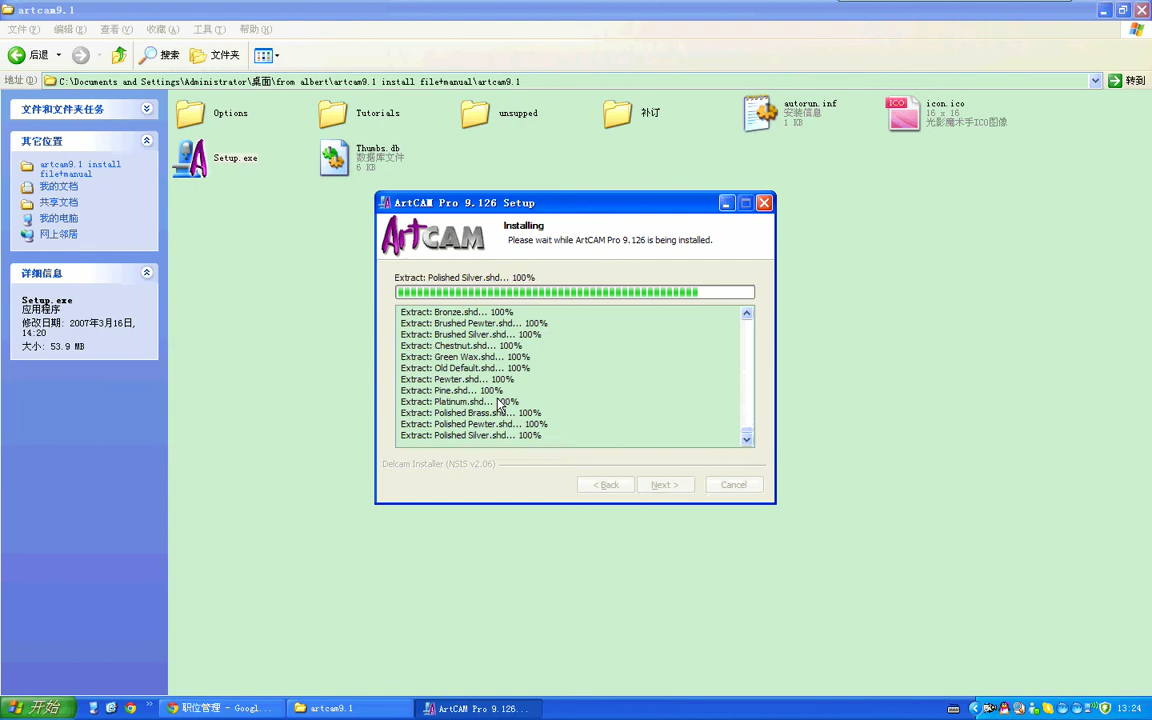 artcam9.1
文件(F) 编辑(E) 查看(V) 收藏(A) 工具(T) 帮助(H)
后退 搜索 文件夹
地址(D) C:\Documents and Settings\Administrator\桌面\from albert\artcam9.1 install file+manual\artcam9.1 转到
文件和文件夹任务
其它位置
artcam9.1 install
file+manual
我的文档
共享文档
我的电脑
网上邻居
详细信息
Setup.exe
应用程序
修改日期: 2007年3月16日,
14:20
大小: 53.9 MB
Options
Tutorials
unsupped
补订
autorun.inf
安装信息
1 KB
ICO
icon.ico
16 x 16
光影魔术手ICO图像
Setup.exe
Thumbs.db
数据库文件
6 KB
ArtCAM Pro 9.126 Setup
ArtCAM
Installing
Please wait while ArtCAM Pro 9.126 is being installed.
Extract: Polished Silver.shd... 100%
Extract: Bronze.shd... 100%
Extract: Brushed Pewter.shd... 100%
Extract: Brushed Silver.shd... 100%
Extract: Chestnut.shd... 100%
Extract: Green Wax.shd... 100%
Extract: Old Default.shd... 100%
Extract: Pewter.shd... 100%
Extract: Pine.shd... 100%
Extract: Platinum.shd... 100%
Extract: Polished Brass.shd... 100%
Extract: Polished Pewter.shd... 100%
Extract: Polished Silver.shd... 100%
Delcam Installer (NSIS v2.06)
< Back Next > Cancel
开始 职位管理 - Googl... artcam9.1 ArtCAM Pro 9.126... 13:24